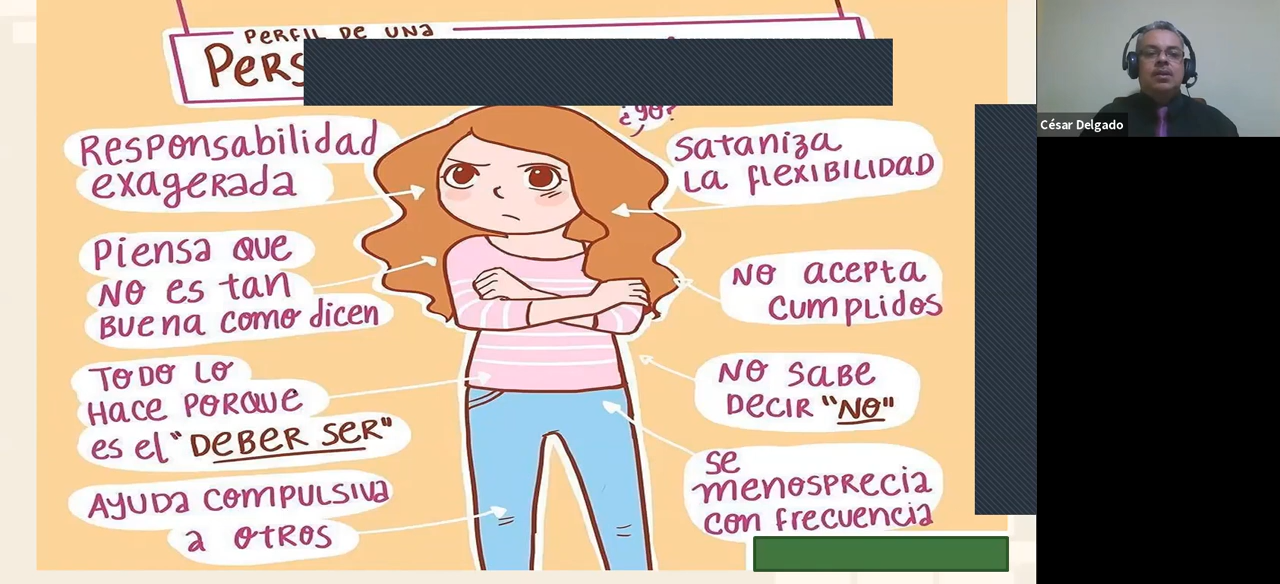 PERFIL DE UNA
PERS
¿yo?
Responsabilidad
exagerada
Sataniza
La flexibilidad
Piensa que
no es tan
buena como dicen
No acepta
cumplidos
Todo lo
hace porque
es el "DEBER SER"
No sabe
decir "NO"
Ayuda compulsiva
a otros
Se
menosprecia
con frecuencia
César Delgado